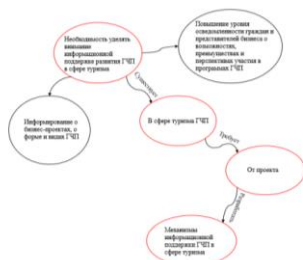 Необходимость уделять
внимание
информационной
поддержки развития ГЧП
в сфере туризма
Повышение уровня
осведомленности граждан и
представителей бизнеса о
возможностях,
преимуществах и
перспективах участия в
программах ГЧП
Существует
Информирование о
бизнес-проектах, о
форме и видах ГЧП
В сфере туризма ГЧП
Требует
От проекта
Разработать
Механизмы
информационной
поддержки ГЧП в
сфере туризма